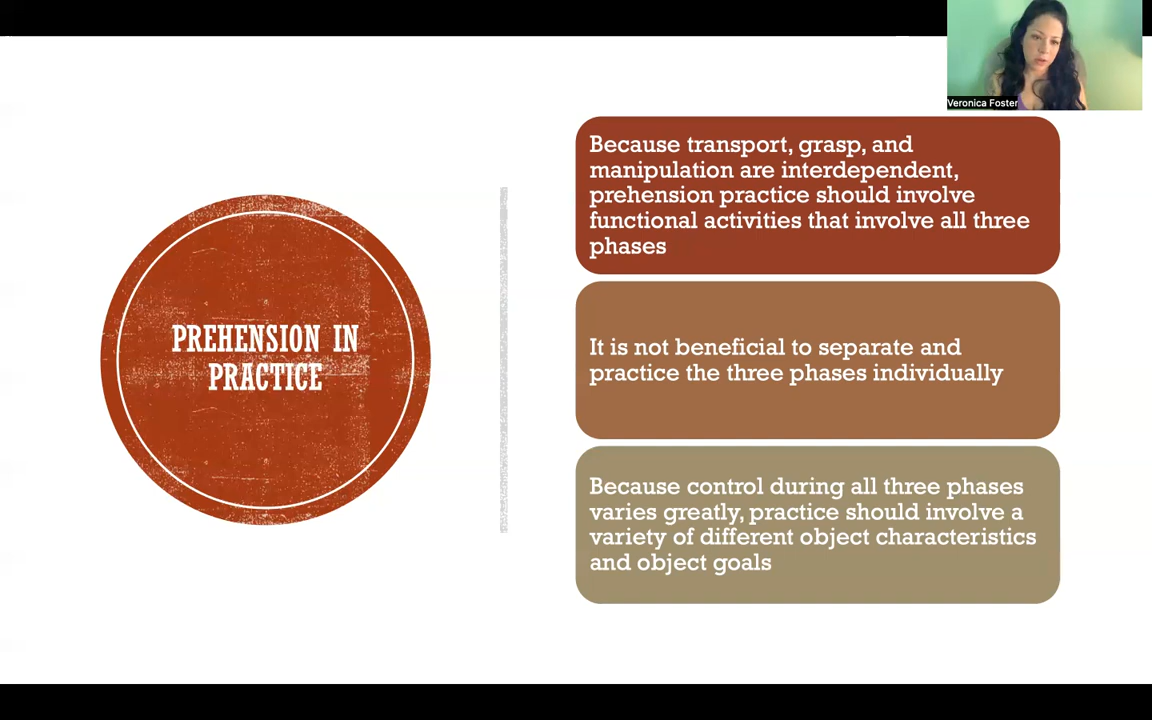 Veronica Foster
PREHENSION IN
PRACTICE
Because transport, grasp, and
manipulation are interdependent,
prehension practice should involve
functional activities that involve all three
phases
It is not beneficial to separate and
practice the three phases individually
Because control during all three phases
varies greatly, practice should involve a
variety of different object characteristics
and object goals